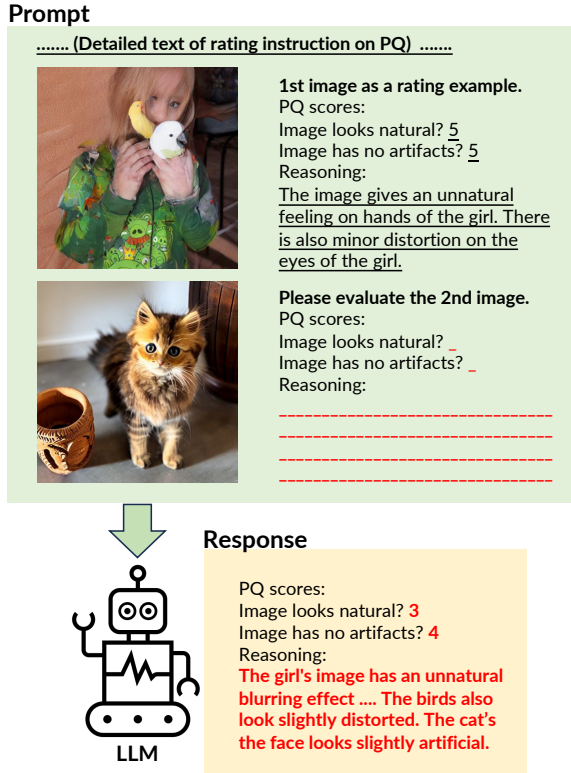 Prompt
....... (Detailed text of rating instruction on PQ) .......
1st image as a rating example.
PQ scores:
Image looks natural? 5
Image has no artifacts? 5
Reasoning:
The image gives an unnatural
feeling on hands of the girl. There
is also minor distortion on the
eyes of the girl.
Please evaluate the 2nd image.
PQ scores:
Image looks natural? _
Image has no artifacts? _
Reasoning:
Response
PQ scores:
Image looks natural? 3
Image has no artifacts? 4
Reasoning:
The girl's image has an unnatural
blurring effect .... The birds also
look slightly distorted. The cat's
the face looks slightly artificial.
LLM